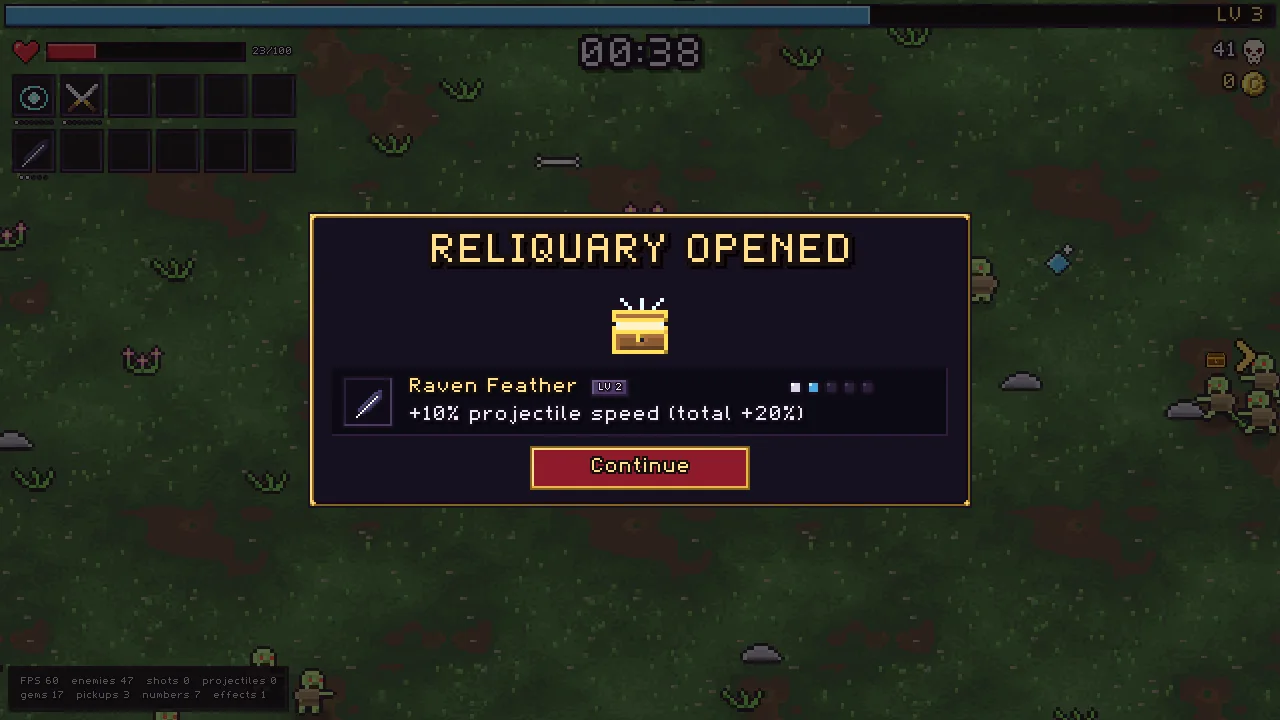 LV 3
23/100
00:38
41
0
RELIQUARY OPENED
Raven Feather LV 2
+10% projectile speed (total +20%)
Continue
FPS 60 enemies 47 shots 0 projectiles 0
gems 17 pickups 3 numbers 7 effects 1